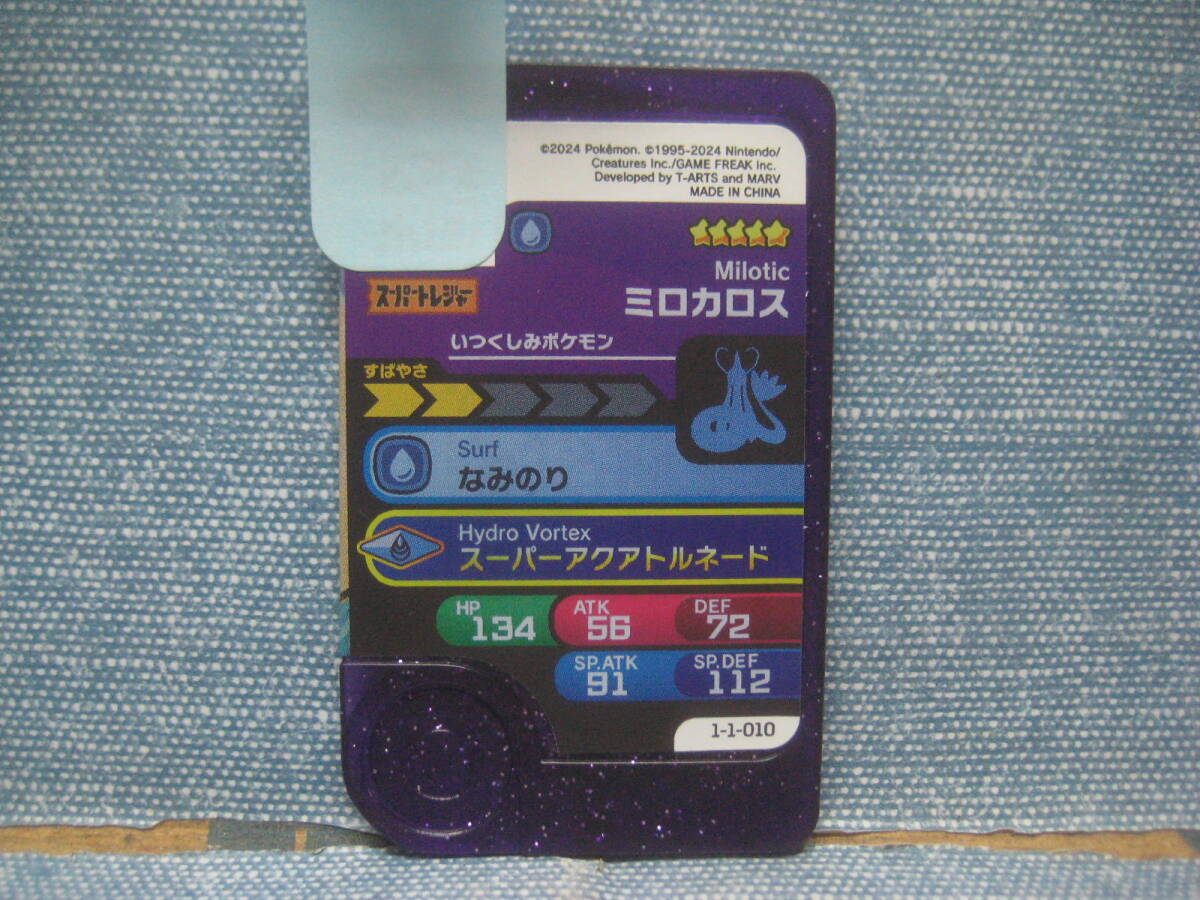 ©2024 Pokémon. ©1995-2024 Nintendo/
Creatures Inc./GAME FREAK inc.
Developed by T-ARTS and MARV
MADE IN CHINA
Milotic
スーパートレジャー
ミロカロス
いつくしみポケモン
すばやさ
Surf
なみのり
Hydro Vortex
スーパーアクアトルネード
HP
134
ATK
56
DEF
72
SP.ATK
91
SP.DEF
112
1-1-010